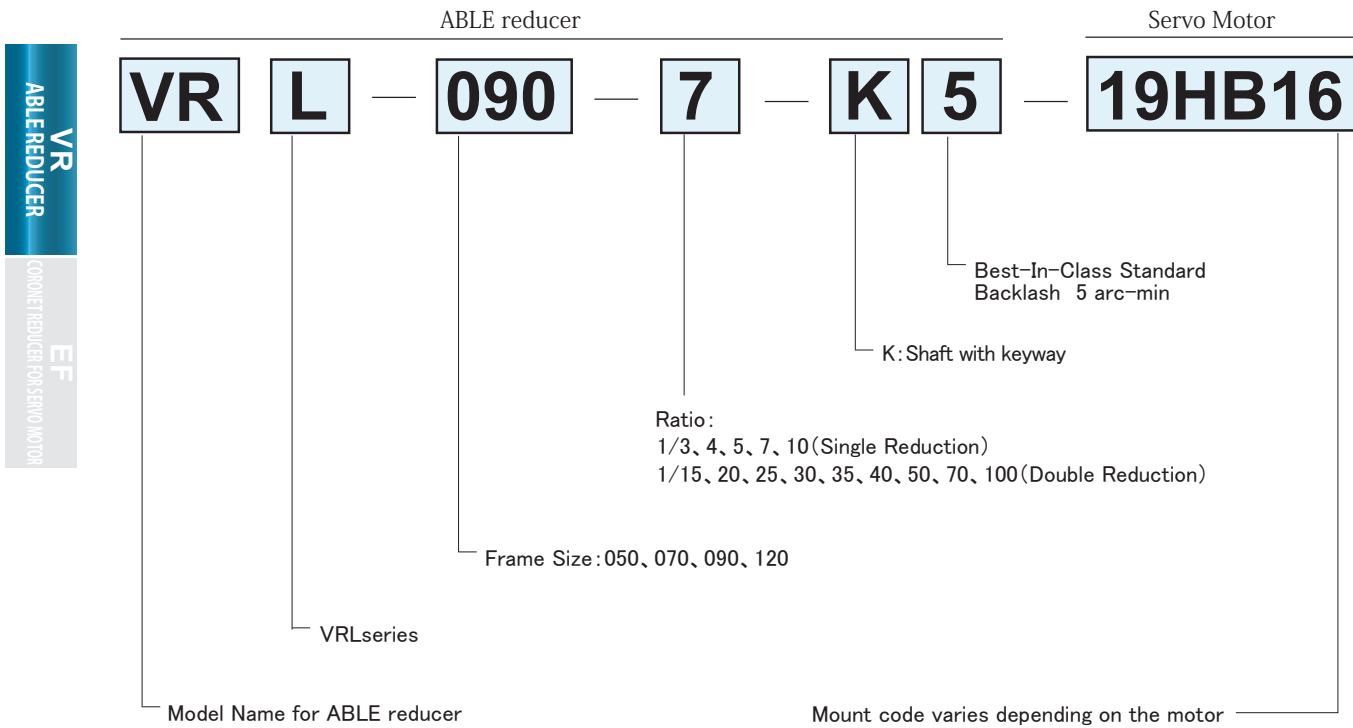 ABLE reducer
Servo Motor
VR L — 090 — 7 — K 5 — 19HB16
VR
ABLE REDUCER
EF
CORONET REDUCER FOR SERVO MOTOR
Best-In-Class Standard
Backlash 5 arc-min
K:Shaft with keyway
Ratio:
1/3、4、5、7、10(Single Reduction)
1/15、20、25、30、35、40、50、70、100(Double Reduction)
Frame Size:050、070、090、120
VRLseries
Model Name for ABLE reducer
Mount code varies depending on the motor